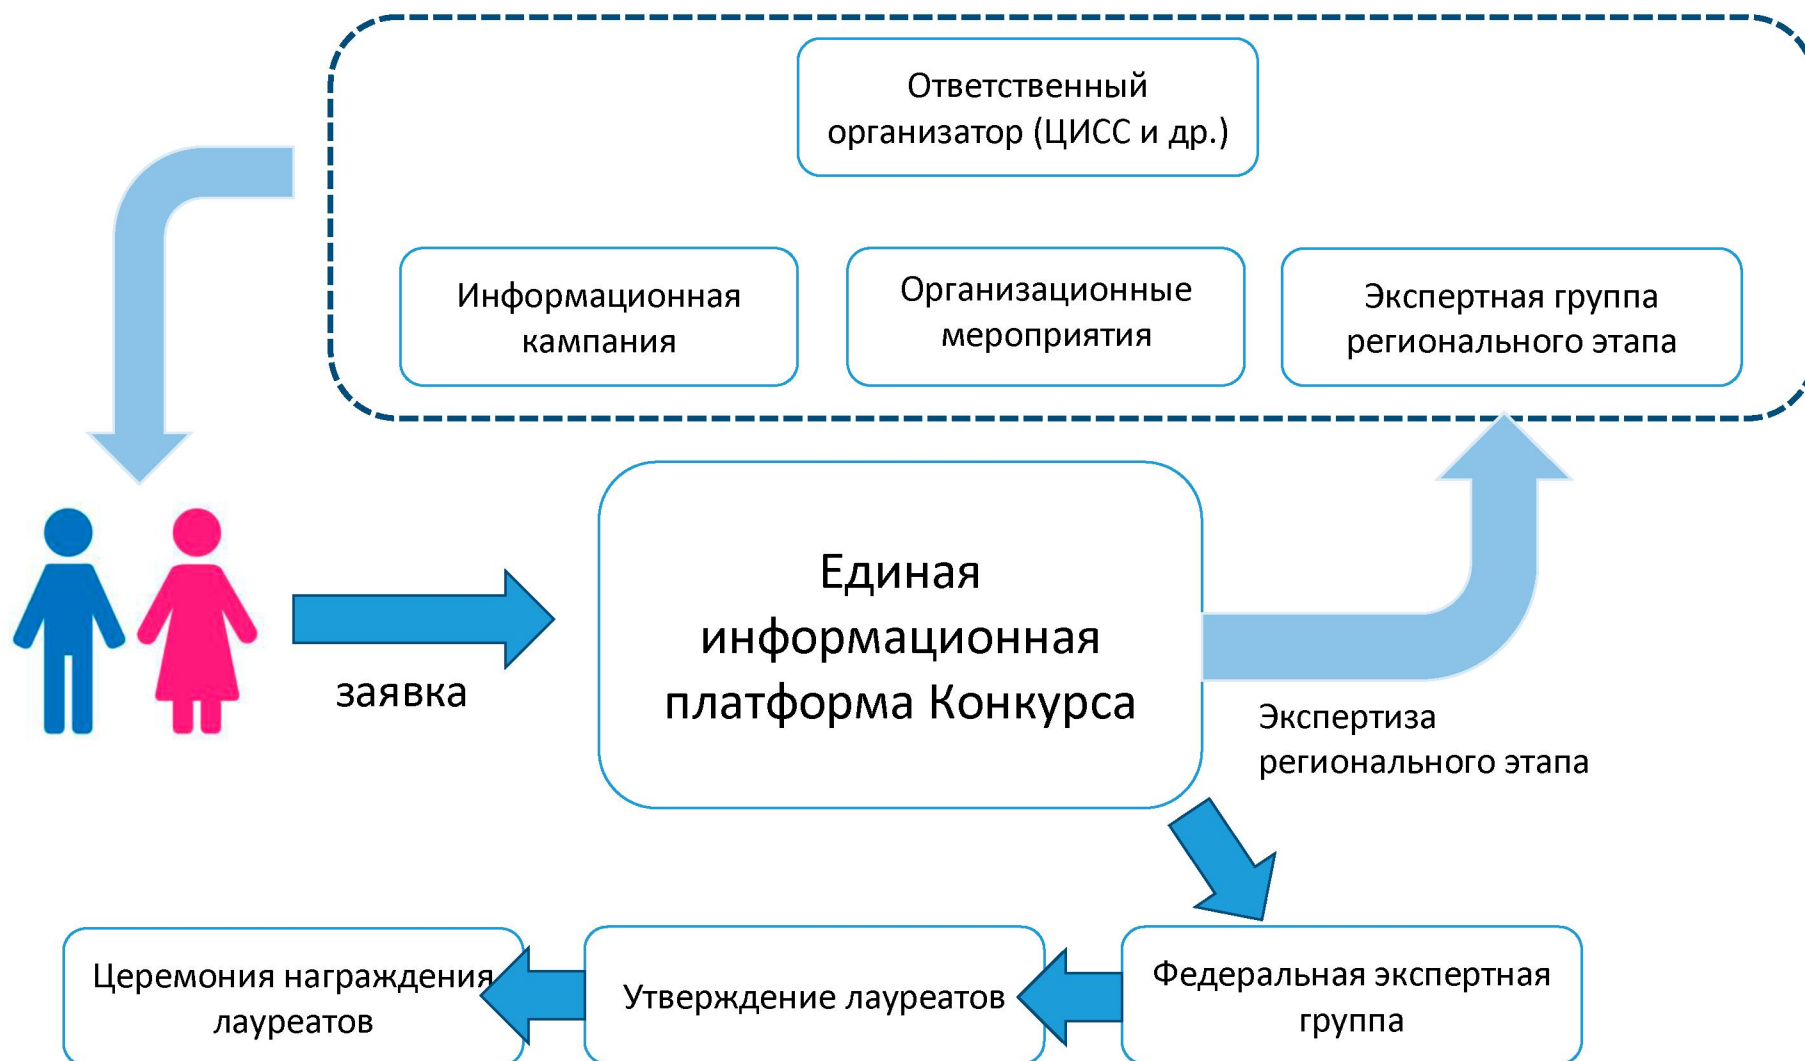 Ответственный
организатор (ЦИСС и др.)
Информационная
кампания
Организационные
мероприятия
Экспертная группа
регионального этапа
заявка
Единая
информационная
платформа Конкурса
Экспертиза
регионального этапа
Церемония награждения
лауреатов
Утверждение лауреатов
Федеральная экспертная
группа